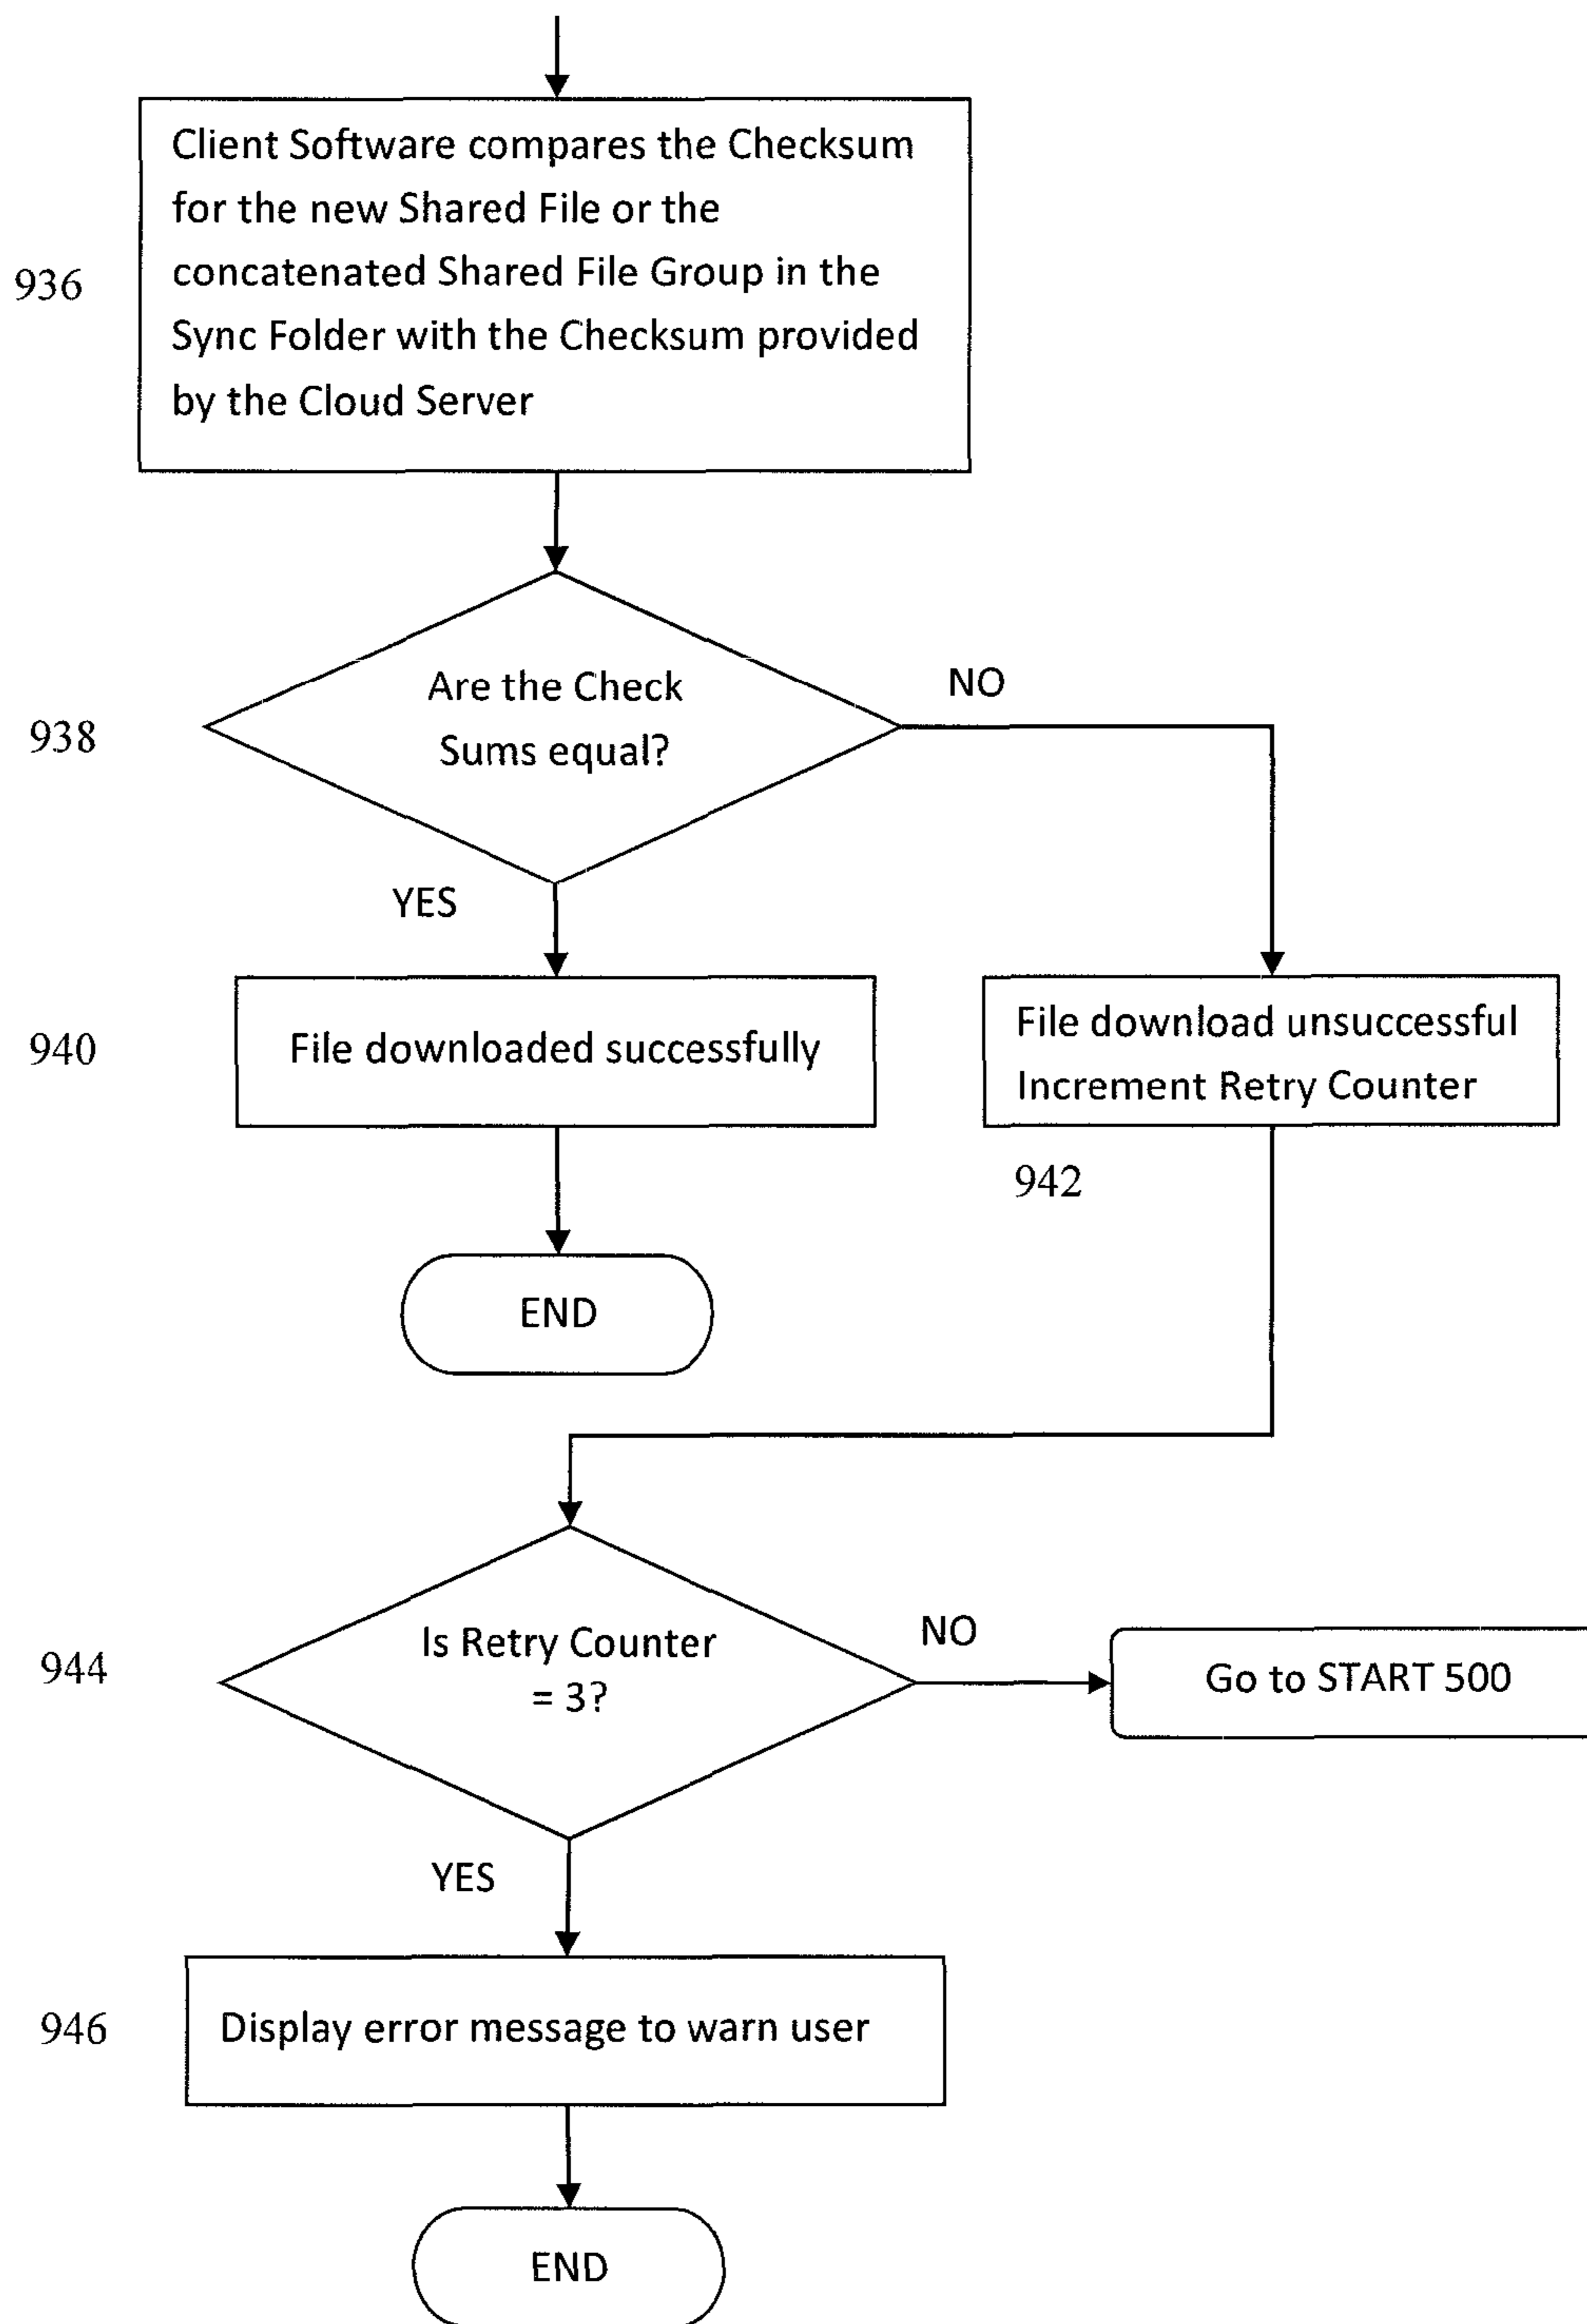 Client Software compares the Checksum
for the new Shared File or the
concatenated Shared File Group in the
Sync Folder with the Checksum provided
by the Cloud Server
936
Are the Check
Sums equal?
938
NO
YES
File downloaded successfully
940
File download unsuccessful
Increment Retry Counter
942
END
Is Retry Counter
= 3?
944
NO
Go to START 500
YES
Display error message to warn user
946
END